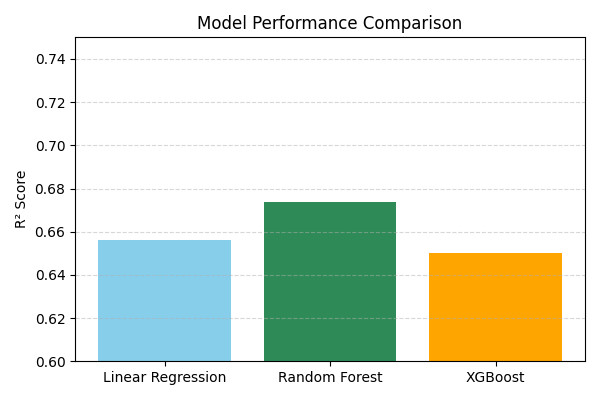 Model Performance Comparison
R² Score
0.74
0.72
0.70
0.68
0.66
0.64
0.62
0.60
Linear Regression
Random Forest
XGBoost